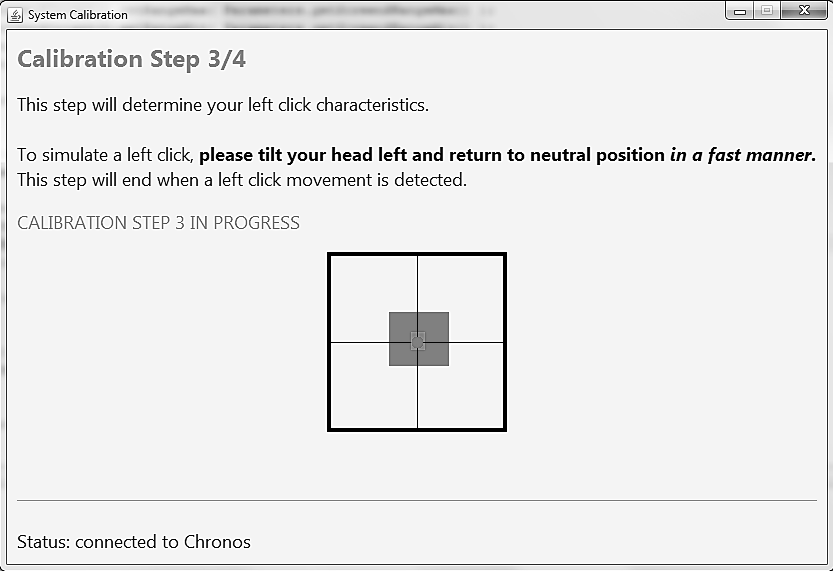 System Calibration
Calibration Step 3/4
This step will determine your left click characteristics.
To simulate a left click, please tilt your head left and return to neutral position in a fast manner.
This step will end when a left click movement is detected.
CALIBRATION STEP 3 IN PROGRESS
Status: connected to Chronos